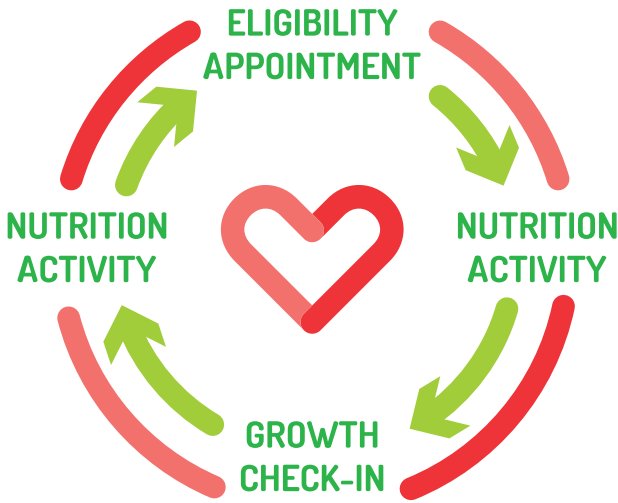 ELIGIBILITY
APPOINTMENT
NUTRITION
ACTIVITY
GROWTH
CHECK-IN
NUTRITION
ACTIVITY